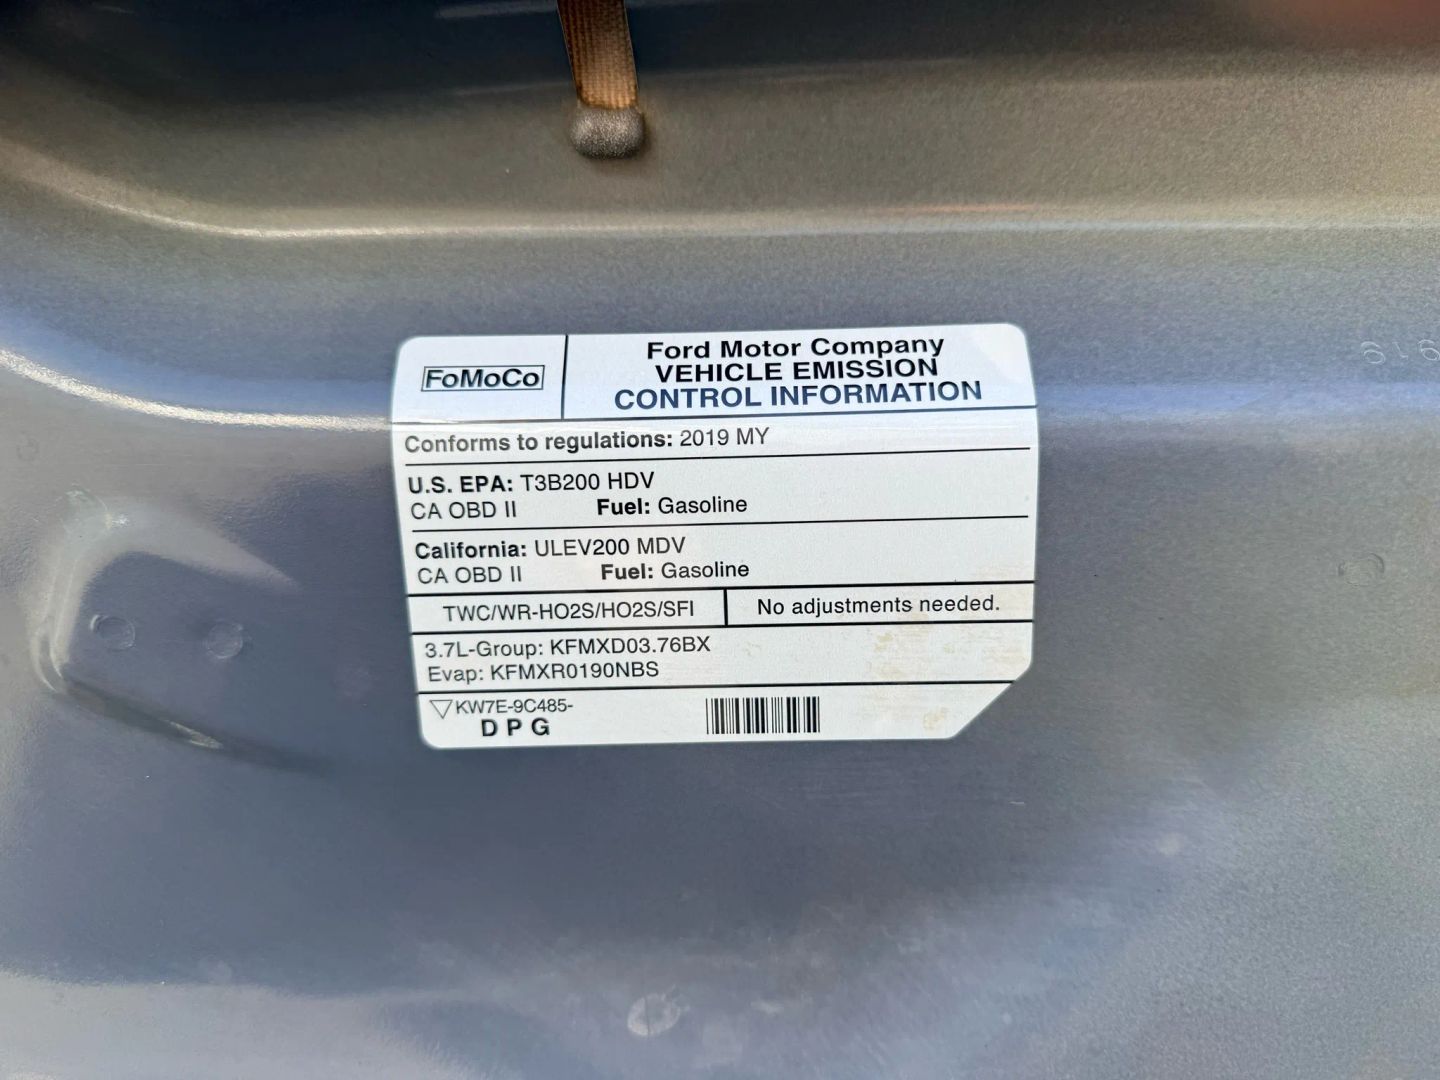 FoMoCo
Ford Motor Company
VEHICLE EMISSION
CONTROL INFORMATION
Conforms to regulations: 2019 MY
U.S. EPA: T3B200 HDV
CA OBD II Fuel: Gasoline
California: ULEV200 MDV
CA OBD II Fuel: Gasoline
TWC/WR-HO2S/HO2S/SFI
No adjustments needed.
3.7L-Group: KFMXD03.76BX
Evap: KFMXR0190NBS
KW7E-9C485-
DPG